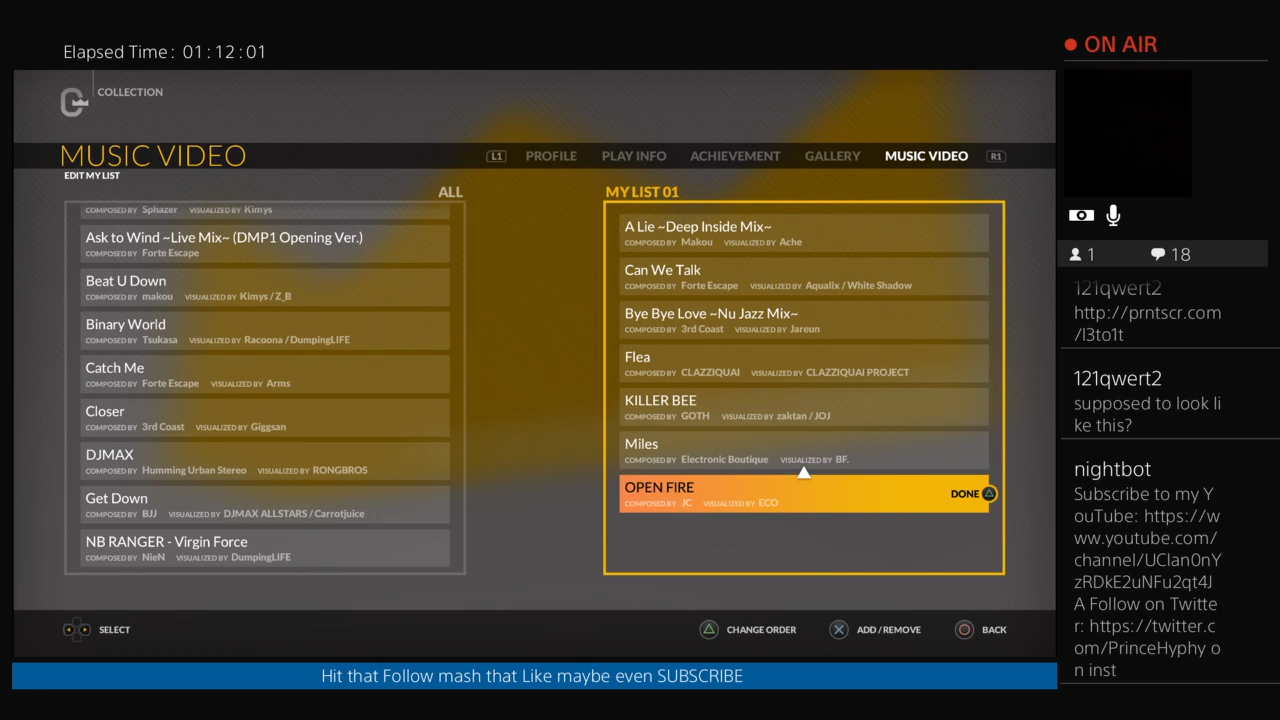 Elapsed Time: 01:12:01
ON AIR
COLLECTION
MUSIC VIDEO
L1 PROFILE PLAY INFO ACHIEVEMENT GALLERY MUSIC VIDEO R1
EDIT MY LIST
ALL
COMPOSED BY Sphazer VISUALIZED BY Kimys
Ask to Wind ~Live Mix~ (DMP1 Opening Ver.)
COMPOSED BY Forte Escape
Beat U Down
COMPOSED BY makou VISUALIZED BY Kimys / Z_B
Binary World
COMPOSED BY Tsukasa VISUALIZED BY Racoona / DumpingLIFE
Catch Me
COMPOSED BY Forte Escape VISUALIZED BY Arms
Closer
COMPOSED BY 3rd Coast VISUALIZED BY Giggsan
DJMAX
COMPOSED BY Humming Urban Stereo VISUALIZED BY RONGBROS
Get Down
COMPOSED BY BJJ VISUALIZED BY DJMAX ALLSTARS / Carrotjuice
NB RANGER - Virgin Force
COMPOSED BY NieN VISUALIZED BY DumpingLIFE
MY LIST 01
A Lie ~Deep Inside Mix~
COMPOSED BY Makou VISUALIZED BY Ache
Can We Talk
COMPOSED BY Forte Escape VISUALIZED BY Aqualix / White Shadow
Bye Bye Love ~Nu Jazz Mix~
COMPOSED BY 3rd Coast VISUALIZED BY Jareun
Flea
COMPOSED BY CLAZZIQUAI VISUALIZED BY CLAZZIQUAI PROJECT
KILLER BEE
COMPOSED BY GOTH VISUALIZED BY zaktan / JOJ
Miles
COMPOSED BY Electronic Boutique VISUALIZED BY BF.
OPEN FIRE
COMPOSED BY JC VISUALIZED BY ECO
DONE
SELECT
CHANGE ORDER ADD / REMOVE BACK
Hit that Follow mash that Like maybe even SUBSCRIBE
1 18
121qwert2
http://prntscr.com
/l3to1t
121qwert2
supposed to look li
ke this?
nightbot
Subscribe to my Y
ouTube: https://w
ww.youtube.com/
channel/UCIan0nY
zRDkE2uNFu2qt4J
A Follow on Twitte
r: https://twitter.c
om/PrinceHyphy o
n inst